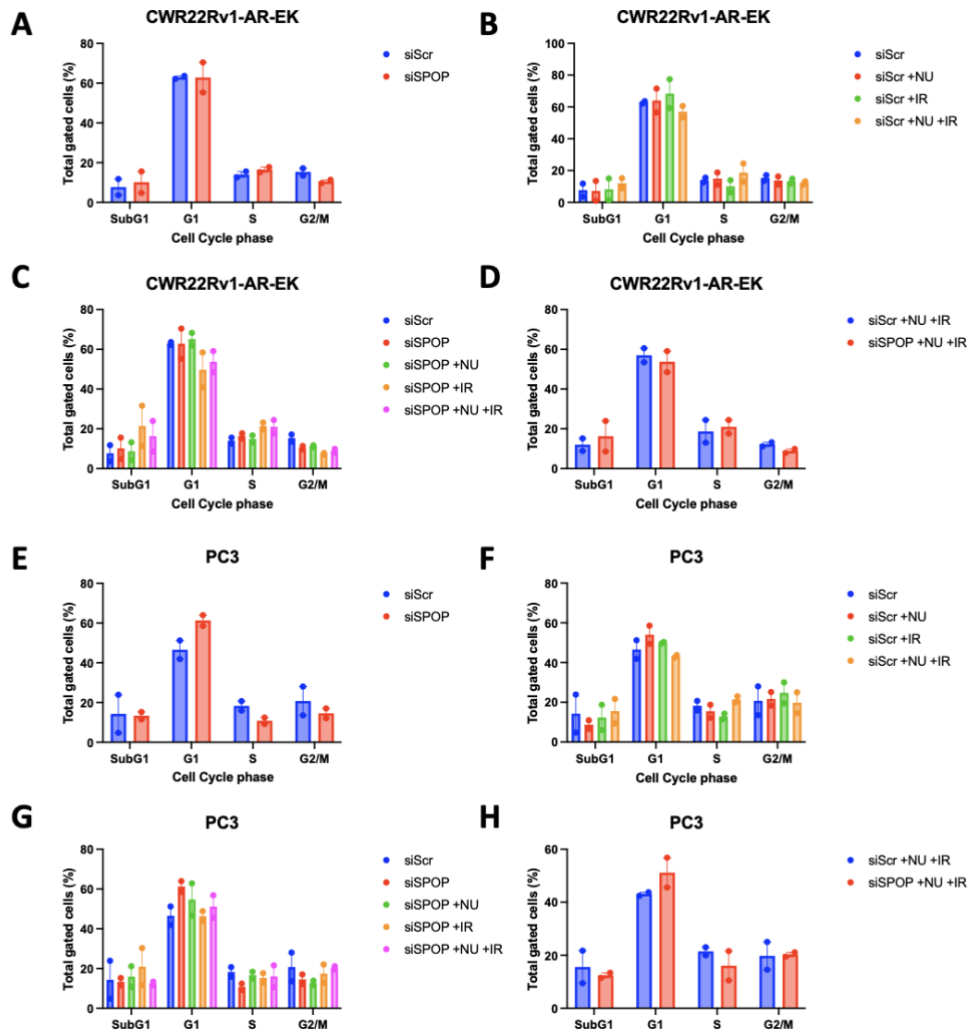 A
CWR22Rv1-AR-EK
Total gated cells (%)
80
60
40
20
0
SubG1 G1 S G2/M
Cell Cycle phase
siScr
siSPOP
B
CWR22Rv1-AR-EK
Total gated cells (%)
100
80
60
40
20
0
SubG1 G1 S G2/M
Cell Cycle phase
siScr
siScr +NU
siScr +IR
siScr +NU +IR
C
CWR22Rv1-AR-EK
Total gated cells (%)
80
60
40
20
0
SubG1 G1 S G2/M
Cell Cycle phase
siScr
siSPOP
siSPOP +NU
siSPOP +IR
siSPOP +NU +IR
D
CWR22Rv1-AR-EK
Total gated cells (%)
80
60
40
20
0
SubG1 G1 S G2/M
Cell Cycle phase
siScr +NU +IR
siSPOP +NU +IR
E
PC3
Total gated cells (%)
80
60
40
20
0
SubG1 G1 S G2/M
Cell Cycle phase
siScr
siSPOP
F
PC3
Total gated cells (%)
80
60
40
20
0
SubG1 G1 S G2/M
Cell Cycle phase
siScr
siScr +NU
siScr +IR
siScr +NU +IR
G
PC3
Total gated cells (%)
80
60
40
20
0
SubG1 G1 S G2/M
siScr
siSPOP
siSPOP +NU
siSPOP +IR
siSPOP +NU +IR
H
PC3
Total gated cells (%)
60
40
20
0
SubG1 G1 S G2/M
siScr +NU +IR
siSPOP +NU +IR